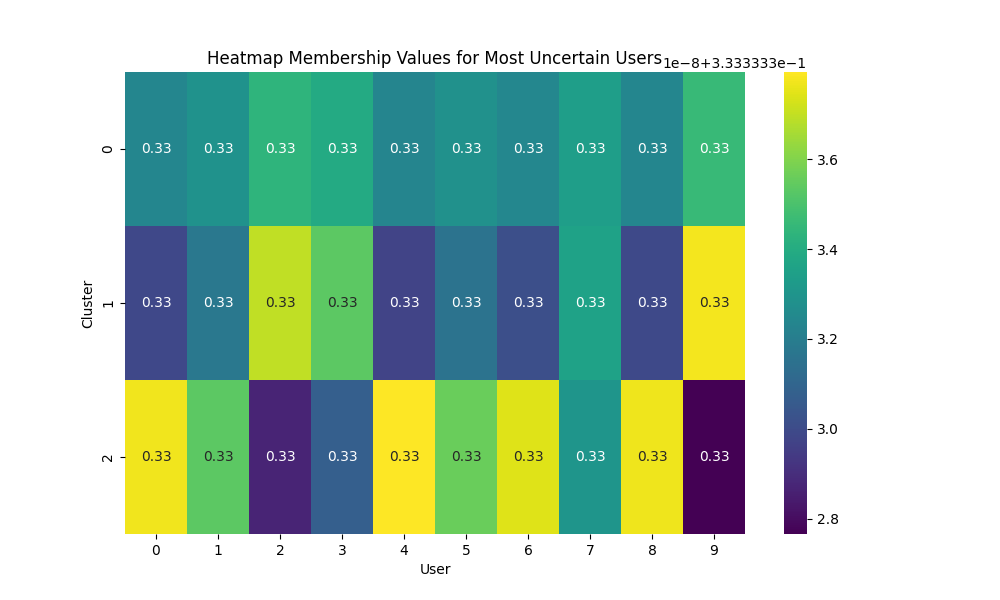 Heatmap Membership Values for Most Uncertain Users
1e−8+3.333333e−1
0 0.33 0.33 0.33 0.33 0.33 0.33 0.33 0.33 0.33 0.33
3.6
3.4
Cluster
1 0.33 0.33 0.33 0.33 0.33 0.33 0.33 0.33 0.33 0.33
3.2
3.0
2 0.33 0.33 0.33 0.33 0.33 0.33 0.33 0.33 0.33 0.33
2.8
0 1 2 3 4 5 6 7 8 9
User